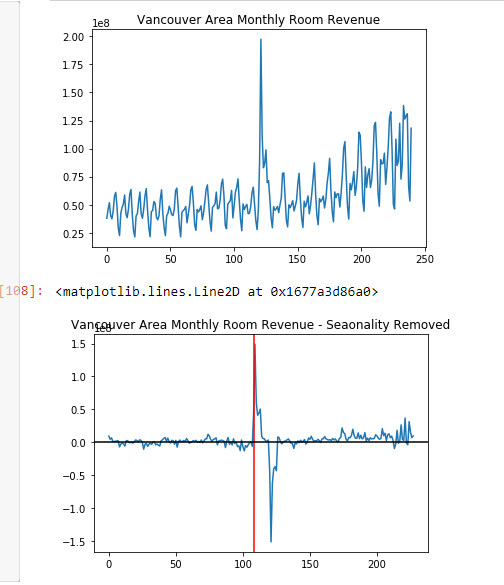 Vancouver Area Monthly Room Revenue
1e8
2.00
1.75
1.50
1.25
1.00
0.75
0.50
0.25
0 50 100 150 200 250
[108]: <matplotlib.lines.Line2D at 0x1677a3d86a0>
Vancouver Area Monthly Room Revenue - Seaonality Removed
1e8
1.5
1.0
0.5
0.0
−0.5
−1.0
−1.5
0 100 200